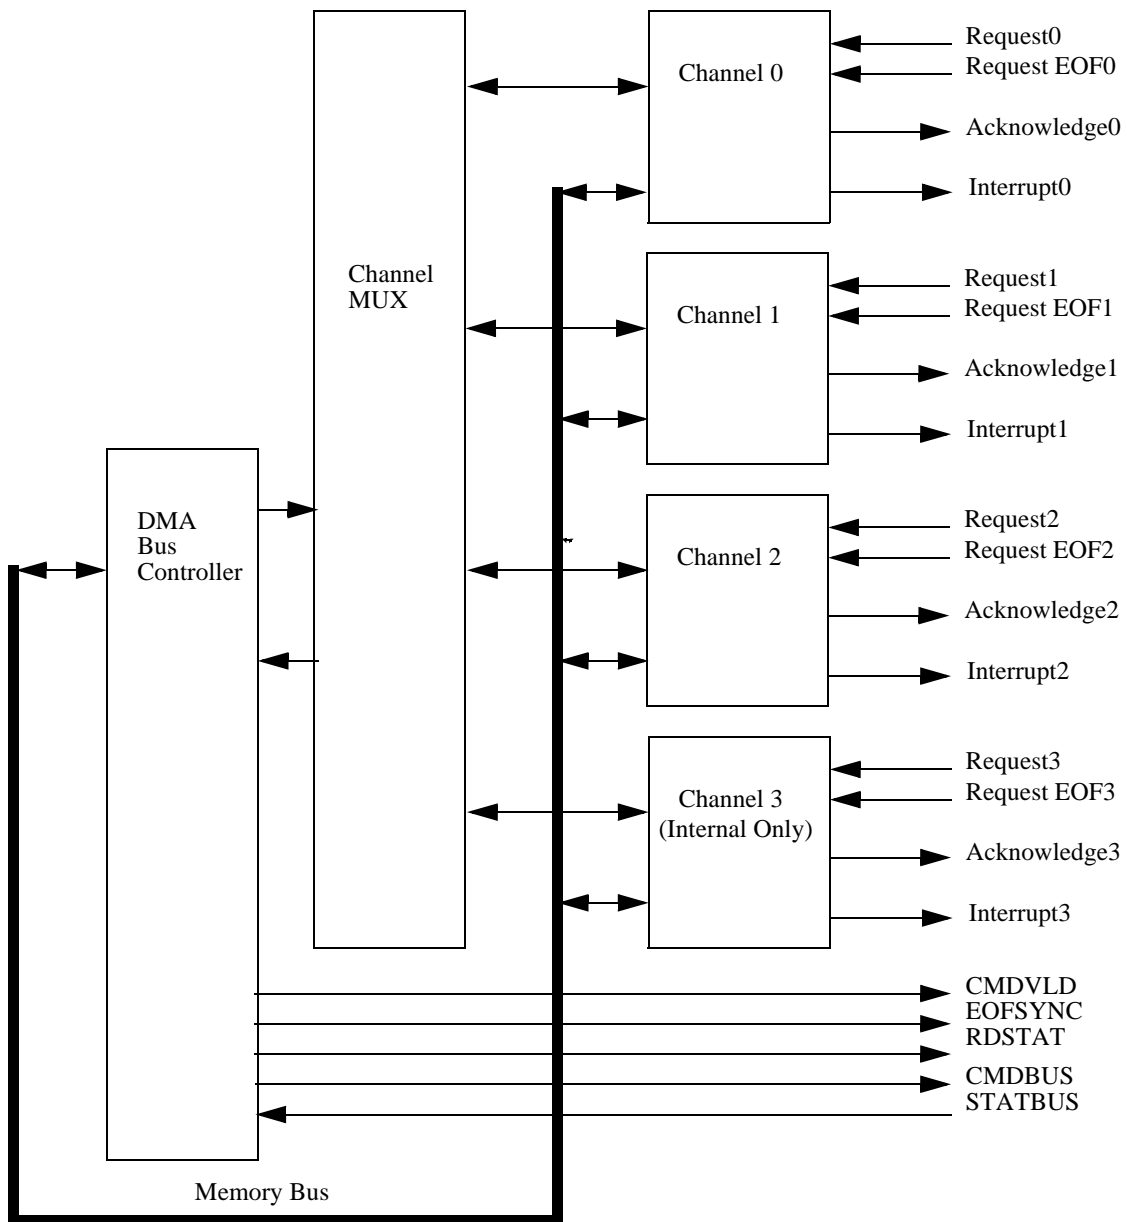 Request0
Channel 0
Request EOF0
Acknowledge0
Interrupt0
Channel
MUX
Request1
Channel 1
Request EOF1
Acknowledge1
Interrupt1
DMA
Bus
Controller
Request2
Channel 2
Request EOF2
Acknowledge2
Interrupt2
Request3
Channel 3
(Internal Only)
Request EOF3
Acknowledge3
Interrupt3
CMDVLD
EOFSYNC
RDSTAT
CMDBUS
STATBUS
Memory Bus